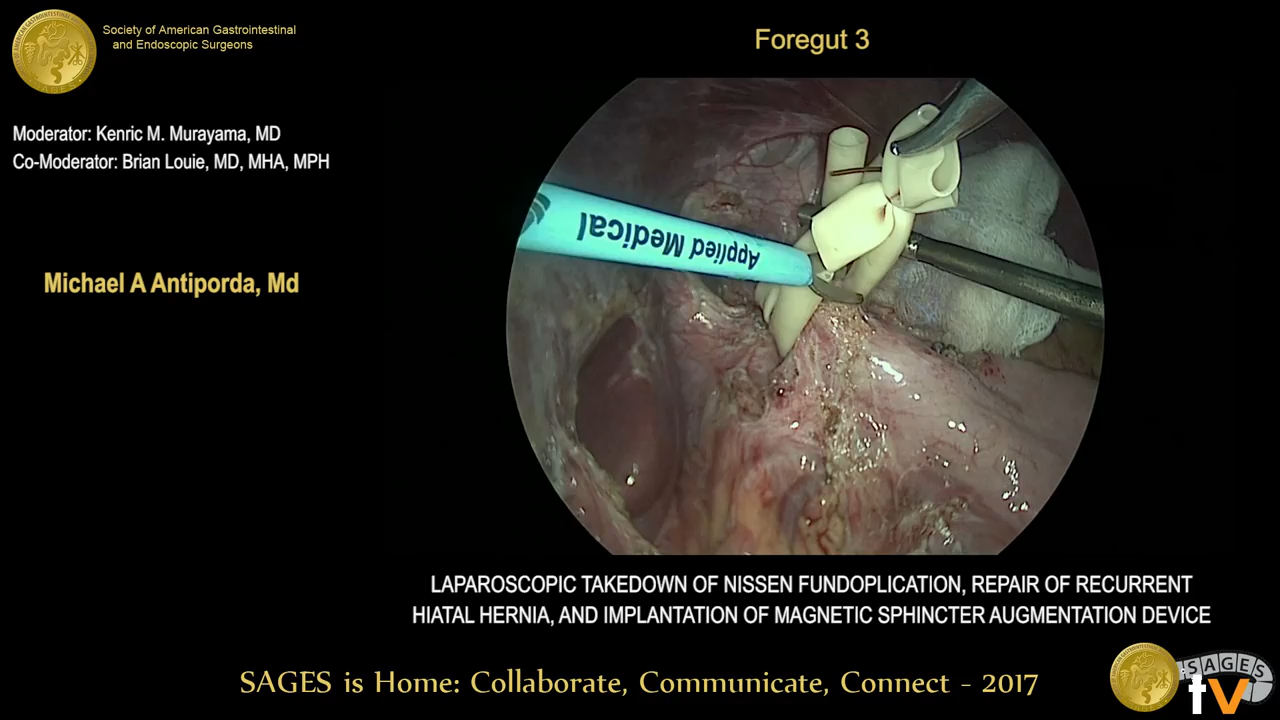 Society of American Gastrointestinal
and Endoscopic Surgeons
Foregut 3
Moderator: Kenric M. Murayama, MD
Co-Moderator: Brian Louie, MD, MHA, MPH
Michael A Antiporda, Md
Applied Medical
LAPAROSCOPIC TAKEDOWN OF NISSEN FUNDOPLICATION, REPAIR OF RECURRENT
HIATAL HERNIA, AND IMPLANTATION OF MAGNETIC SPHINCTER AUGMENTATION DEVICE
SAGES is Home: Collaborate, Communicate, Connect - 2017
SAGES
tv